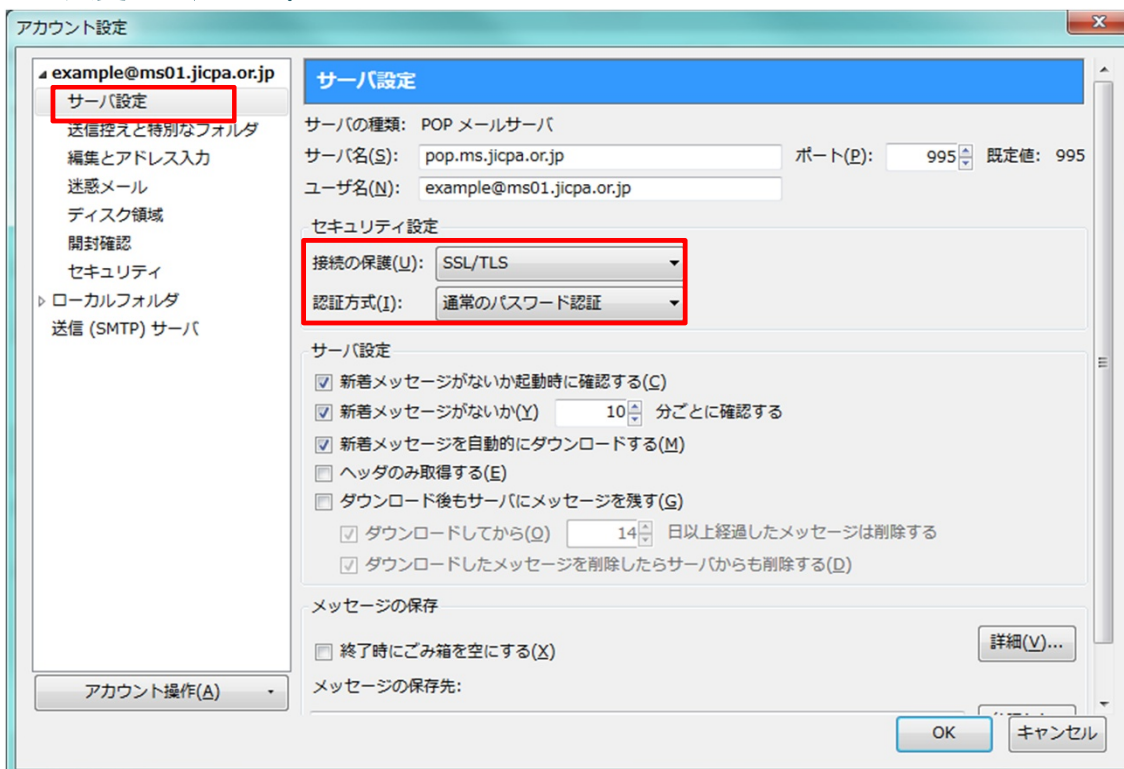 アカウント設定
example@ms01.jicpa.or.jp
サーバ設定
送信控えと特別なフォルダ
編集とアドレス入力
迷惑メール
ディスク領域
開封確認
セキュリティ
ローカルフォルダ
送信 (SMTP) サーバ
アカウント操作(A)
サーバ設定
サーバの種類: POP メールサーバ
サーバ名(S): pop.ms.jicpa.or.jp ポート(P): 995 既定値: 995
ユーザ名(N): example@ms01.jicpa.or.jp
セキュリティ設定
接続の保護(U): SSL/TLS
認証方式(I): 通常のパスワード認証
サーバ設定
新着メッセージがないか起動時に確認する(C)
新着メッセージがないか(Y) 10 分ごとに確認する
新着メッセージを自動的にダウンロードする(M)
ヘッダのみ取得する(E)
ダウンロード後もサーバにメッセージを残す(G)
ダウンロードしてから(O) 14 日以上経過したメッセージは削除する
ダウンロードしたメッセージを削除したらサーバからも削除する(D)
メッセージの保存
終了時にごみ箱を空にする(X) 詳細(V)...
メッセージの保存先:
OK キャンセル